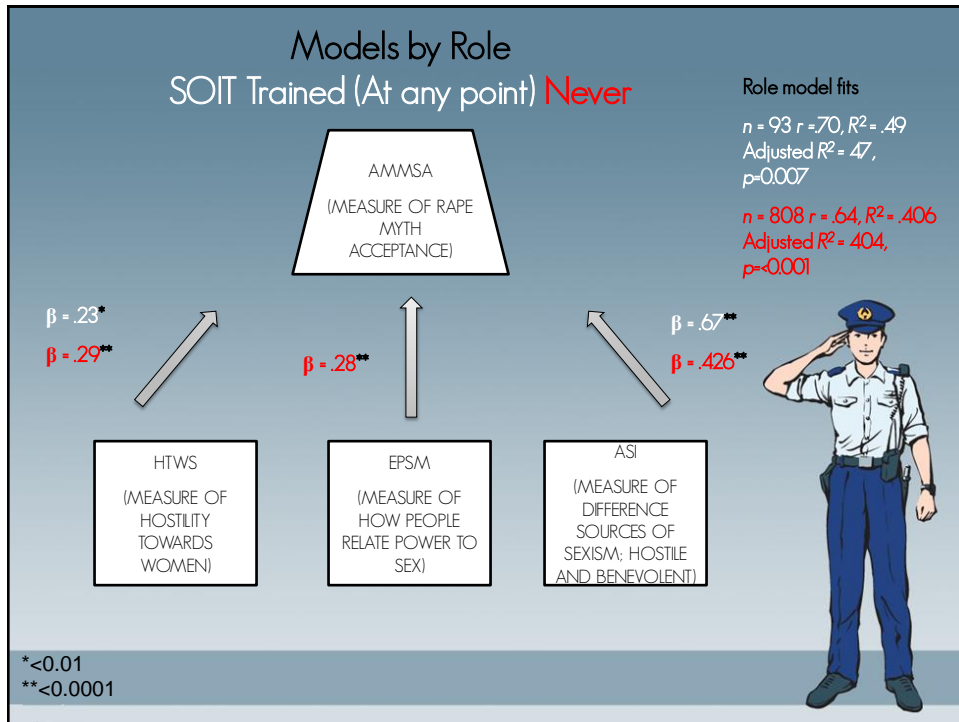 Models by Role
SOIT Trained (At any point) Never
Role model fits
n = 93 r =.70, R² = .49
Adjusted R² = 47,
p=0.007
n = 808 r = .64, R² = .406
Adjusted R² = 404,
p=<0.001
AMMSA
(MEASURE OF RAPE
MYTH
ACCEPTANCE)
β = .23*
β = .29**
β = .28**
β = .67**
β = .426**
HTWS
(MEASURE OF
HOSTILITY
TOWARDS
WOMEN)
EPSM
(MEASURE OF
HOW PEOPLE
RELATE POWER TO
SEX)
ASI
(MEASURE OF
DIFFERENCE
SOURCES OF
SEXISM; HOSTILE
AND BENEVOLENT)
*<0.01
**<0.0001